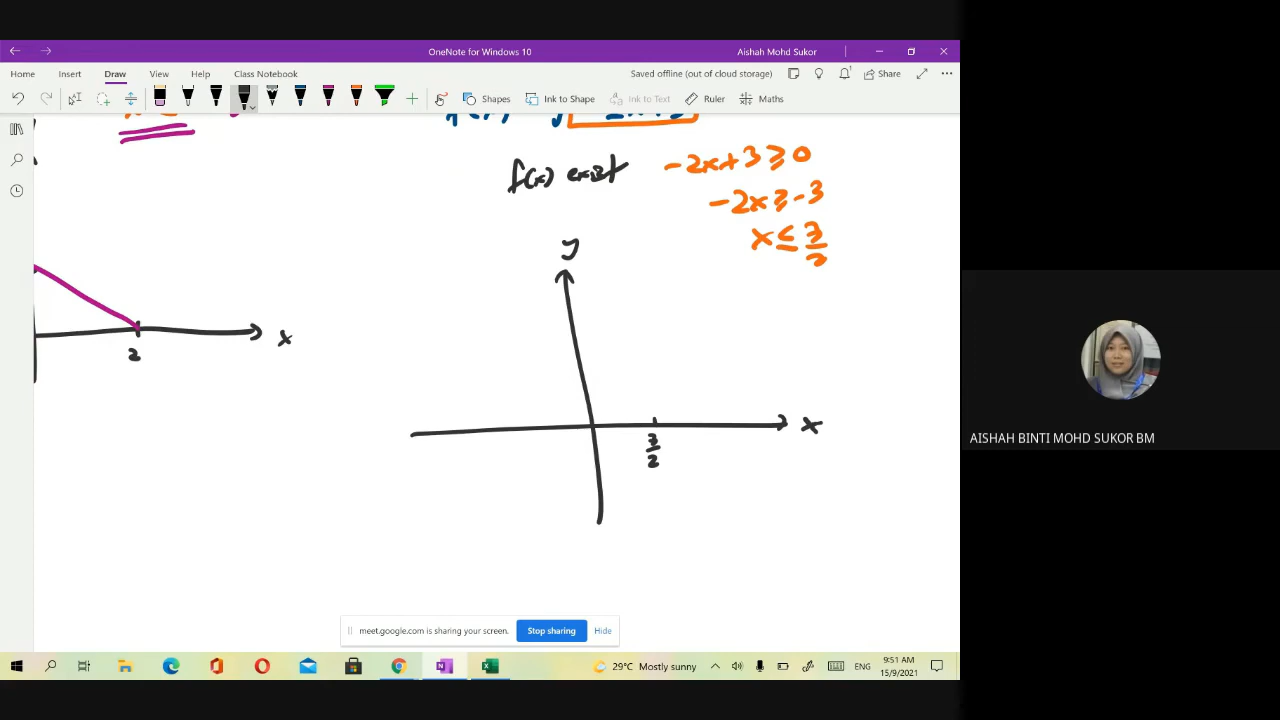 OneNote for Windows 10
Aishah Mohd Sukor
Home Insert Draw View Help Class Notebook
Saved offline (out of cloud storage)
Share
Shapes
Ink to Shape
Ink to Text
Ruler
Maths
f(x) exist
-2x+3 ≥ 0
-2x ≥ -3
x ≤ 3/2
y
x
2
x
3/2
AISHAH BINTI MOHD SUKOR BM
meet.google.com is sharing your screen.
Stop sharing
Hide
29°C Mostly sunny
ENG
9:51 AM
15/9/2021